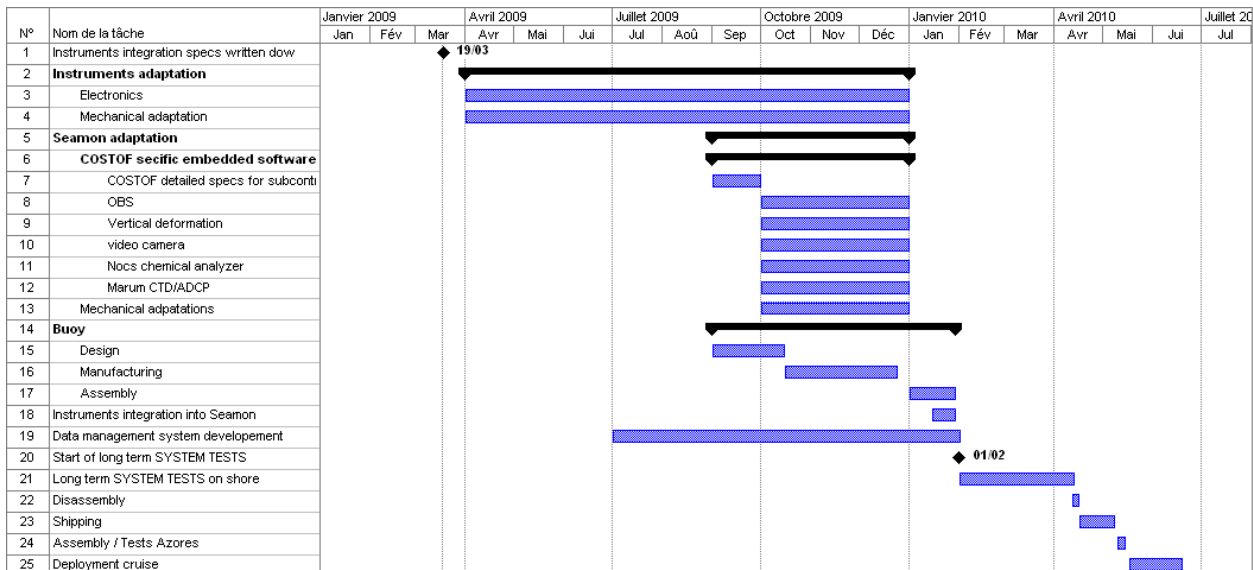 Janvier 2009 Avril 2009 Juillet 2009 Octobre 2009 Janvier 2010 Avril 2010 Juillet 20
N° Nom de la tâche Jan Fév Mar Avr Mai Jui Jul Aoû Sep Oct Nov Déc Jan Fév Mar Avr Mai Jui Jul
1 Instruments integration specs written dow 19/03
2 Instruments adaptation
3 Electronics
4 Mechanical adaptation
5 Seamon adaptation
6 COSTOF secific embedded software
7 COSTOF detailed specs for subcont
8 OBS
9 Vertical deformation
10 video camera
11 Nocs chemical analyzer
12 Marum CTD/ADCP
13 Mechanical adpatations
14 Buoy
15 Design
16 Manufacturing
17 Assembly
18 Instruments integration into Seamon
19 Data management system developement
20 Start of long term SYSTEM TESTS 01/02
21 Long term SYSTEM TESTS on shore
22 Disassembly
23 Shipping
24 Assembly / Tests Azores
25 Deployment cruise